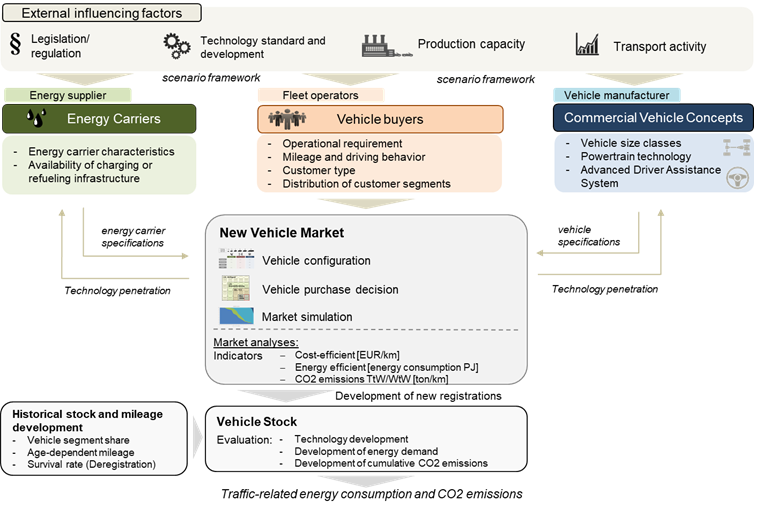 External influencing factors
§ Legislation/
regulation
Technology standard and
development
Production capacity
Transport activity
scenario framework
scenario framework
Energy supplier
Energy Carriers
- Energy carrier characteristics
- Availability of charging or
refueling infrastructure
Fleet operators
Vehicle buyers
- Operational requirement
- Mileage and driving behavior
- Customer type
- Distribution of customer segments
Vehicle manufacturer
Commercial Vehicle Concepts
- Vehicle size classes
- Powertrain technology
- Advanced Driver Assistance
System
energy carrier
specifications
Technology penetration
vehicle
specifications
Technology penetration
New Vehicle Market
Vehicle configuration
Vehicle purchase decision
Market simulation
Market analyses:
Indicators
– Cost-efficient [EUR/km]
– Energy efficient [energy consumption PJ]
– CO2 emissions TtW/WtW [ton/km]
Development of new registrations
Historical stock and mileage
development
- Vehicle segment share
- Age-dependent mileage
- Survival rate (Deregistration)
Vehicle Stock
Evaluation: – Technology development
– Development of energy demand
– Development of cumulative CO2 emissions
Traffic-related energy consumption and CO2 emissions